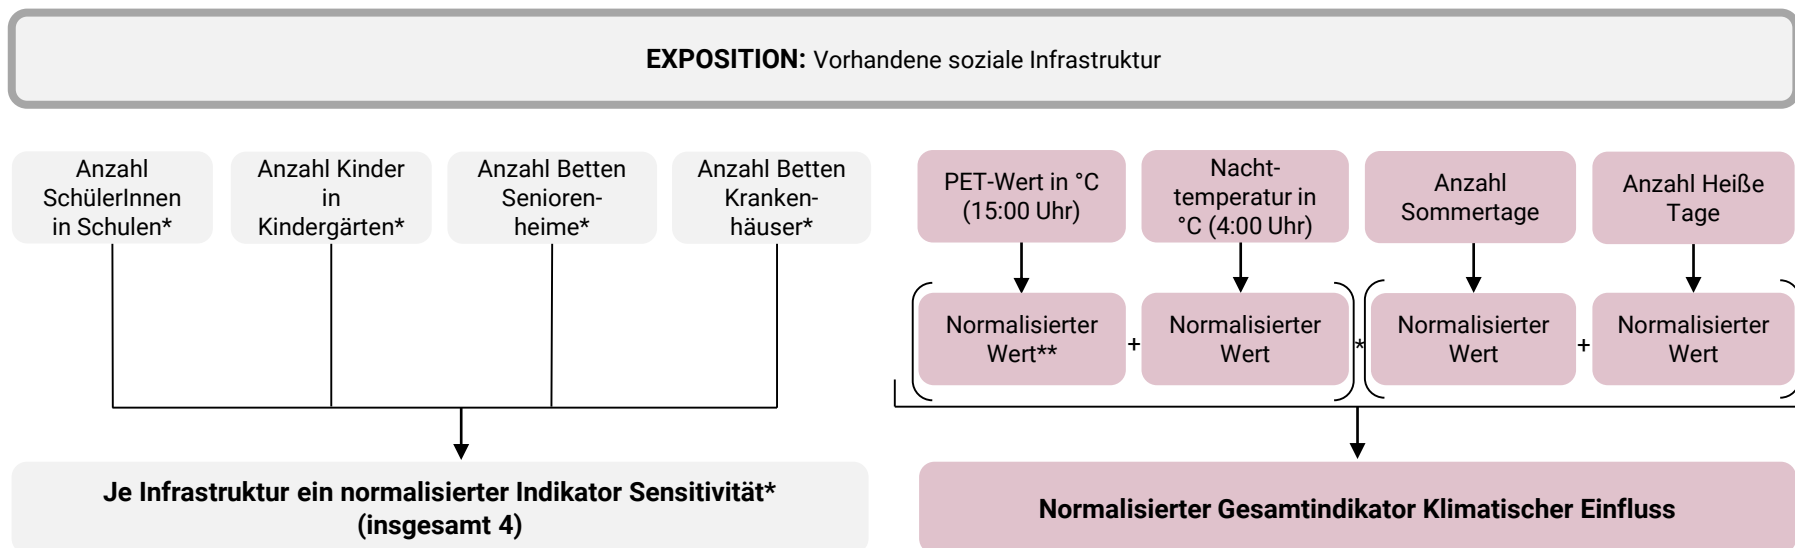 EXPOSITION: Vorhandene soziale Infrastruktur
Anzahl
SchülerInnen
in Schulen*
Anzahl Kinder
in
Kindergärten*
Anzahl Betten
Senioren-
heime*
Anzahl Betten
Kranken-
häuser*
PET-Wert in °C
(15:00 Uhr)
Nacht-
temperatur in
°C (4:00 Uhr)
Anzahl
Sommertage
Anzahl Heiße
Tage
Normalisierter
Wert**
+
Normalisierter
Wert
*
Normalisierter
Wert
+
Normalisierter
Wert
Je Infrastruktur ein normalisierter Indikator Sensitivität*
(insgesamt 4)
Normalisierter Gesamtindikator Klimatischer Einfluss